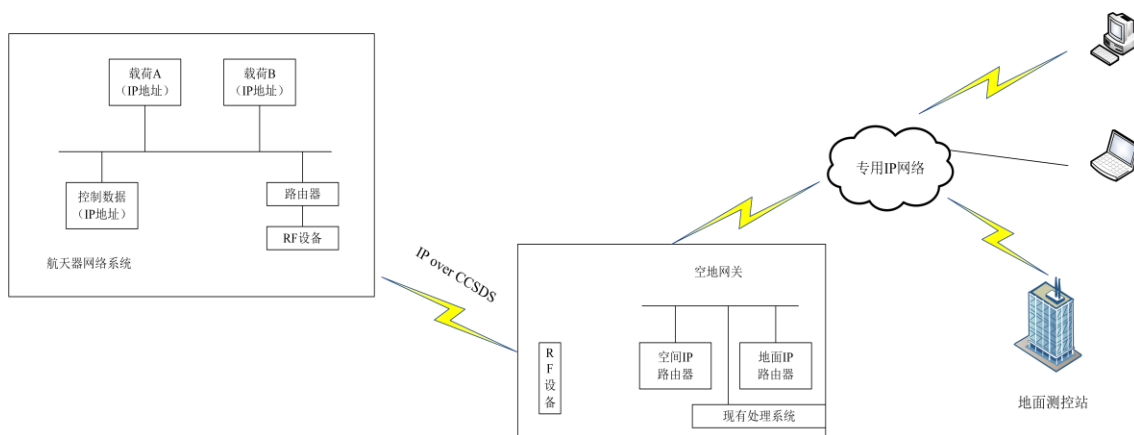 载荷A
（IP地址）
载荷B
（IP地址）
控制数据
（IP地址）
路由器
RF设备
航天器网络系统
IP over CCSDS
空地网关
R
F
设
备
空间IP
路由器
地面IP
路由器
现有处理系统
专用IP网络
地面测控站